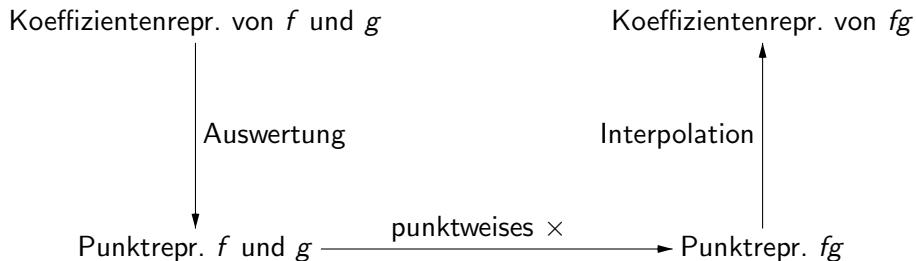 Koeffizientenrepr. von f und g
Koeffizientenrepr. von fg
Auswertung
Interpolation
punktweises ×
Punktrepr. f und g
Punktrepr. fg